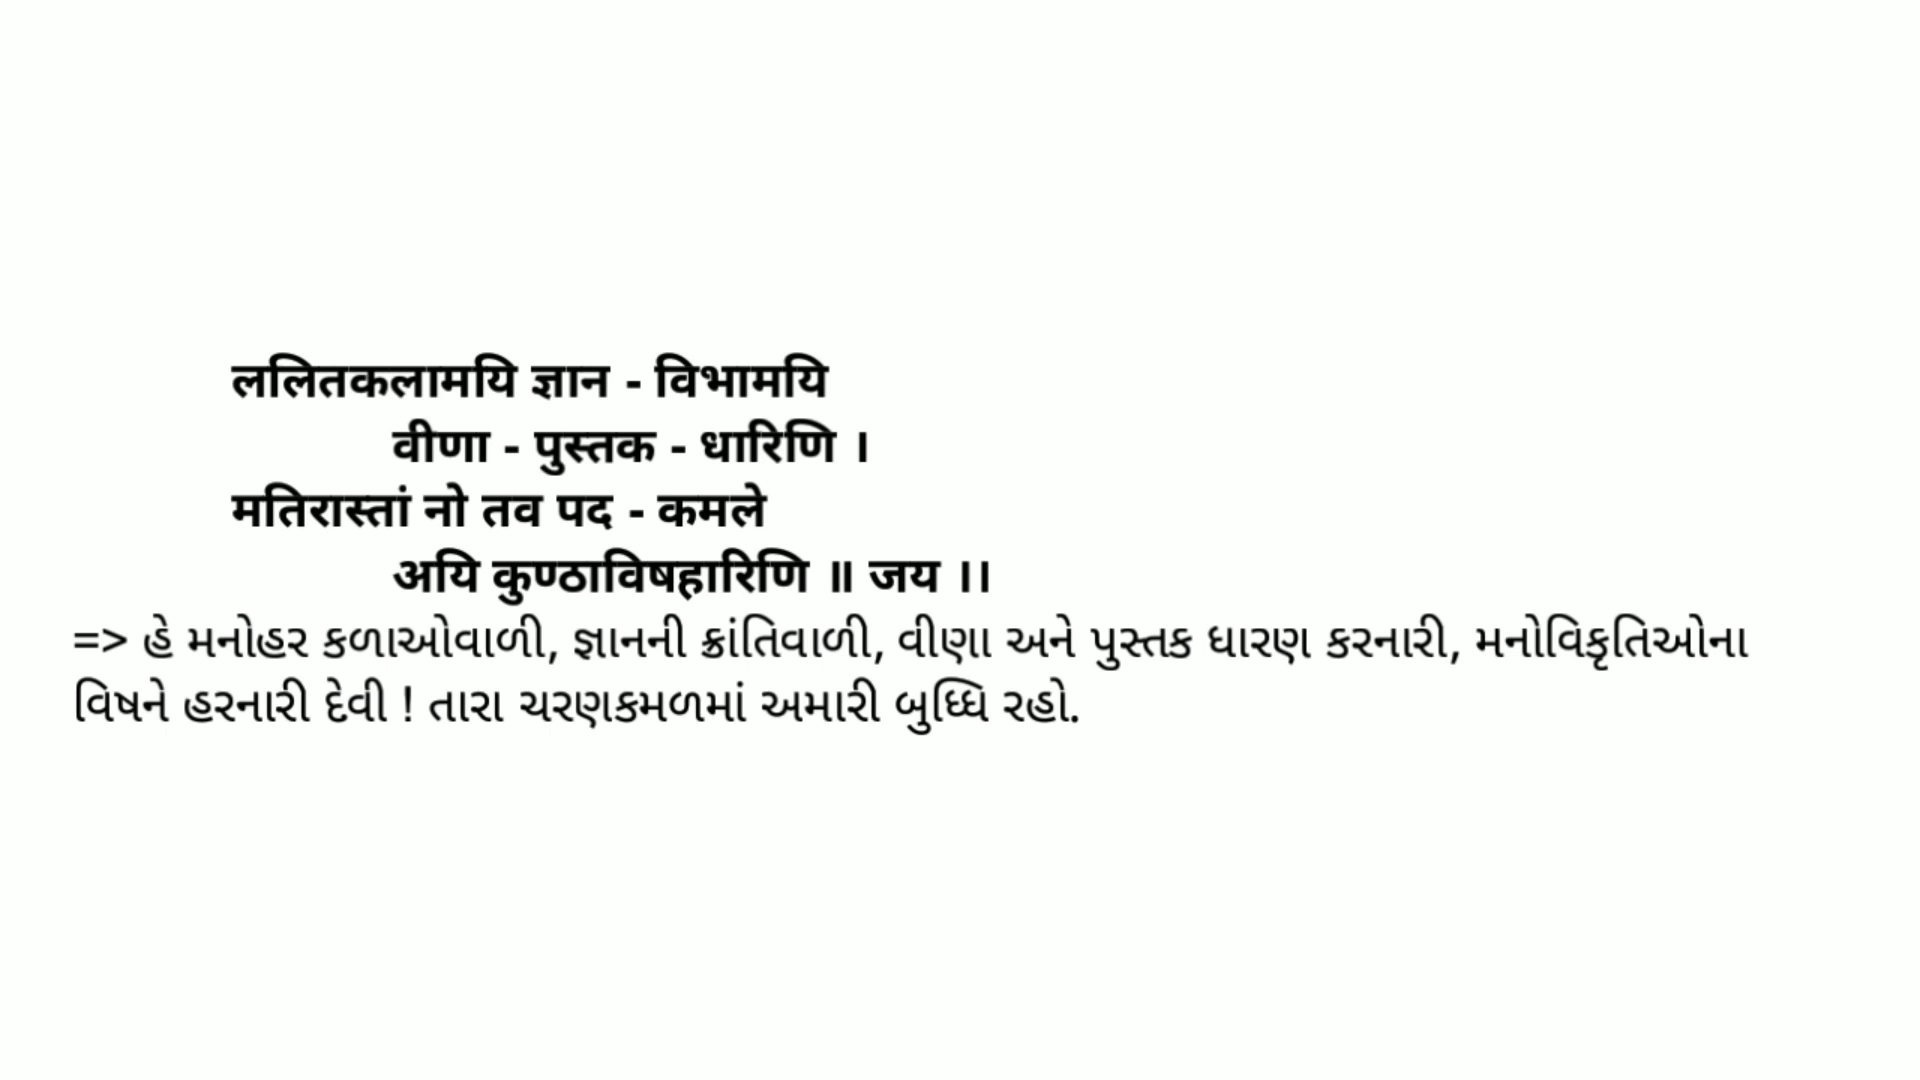 ललितकलामयि ज्ञान - विभामयि
वीणा - पुस्तक - धारिणि ।
मतिरास्तां नो तव पद - कमले
अयि कुण्ठाविषहारिणि ॥ जय ।।
=> હે મનોહર કળાઓવાળી, જ્ઞાનની ક્રાંતિવાળી, વીણા અને પુસ્તક ધારણ કરનારી, મનોવિકૃતિઓના
વિષને હરનારી દેવી ! તારા ચરણકમળમાં અમારી બુધ્ધિ રહો.